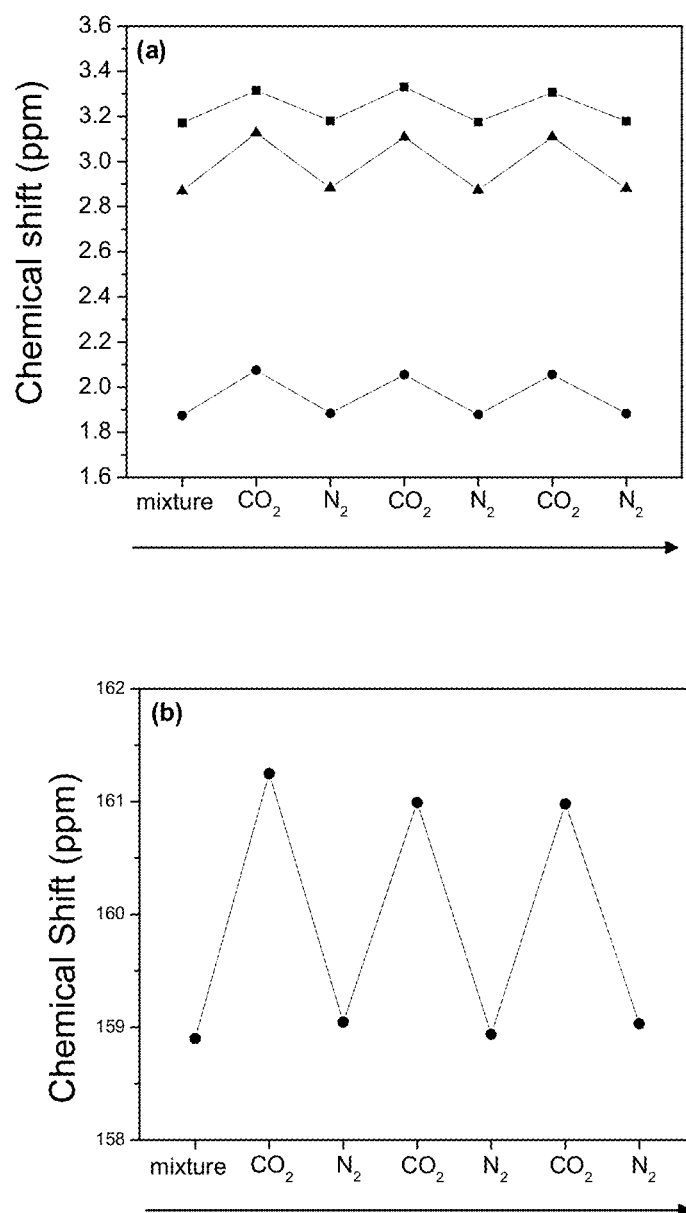 (a)
Chemical shift (ppm)
3.6
3.4
3.2
3.0
2.8
2.6
2.4
2.2
2.0
1.8
1.6
mixture CO₂ N₂ CO₂ N₂ CO₂ N₂
(b)
Chemical Shift (ppm)
162
161
160
159
158
mixture CO₂ N₂ CO₂ N₂ CO₂ N₂